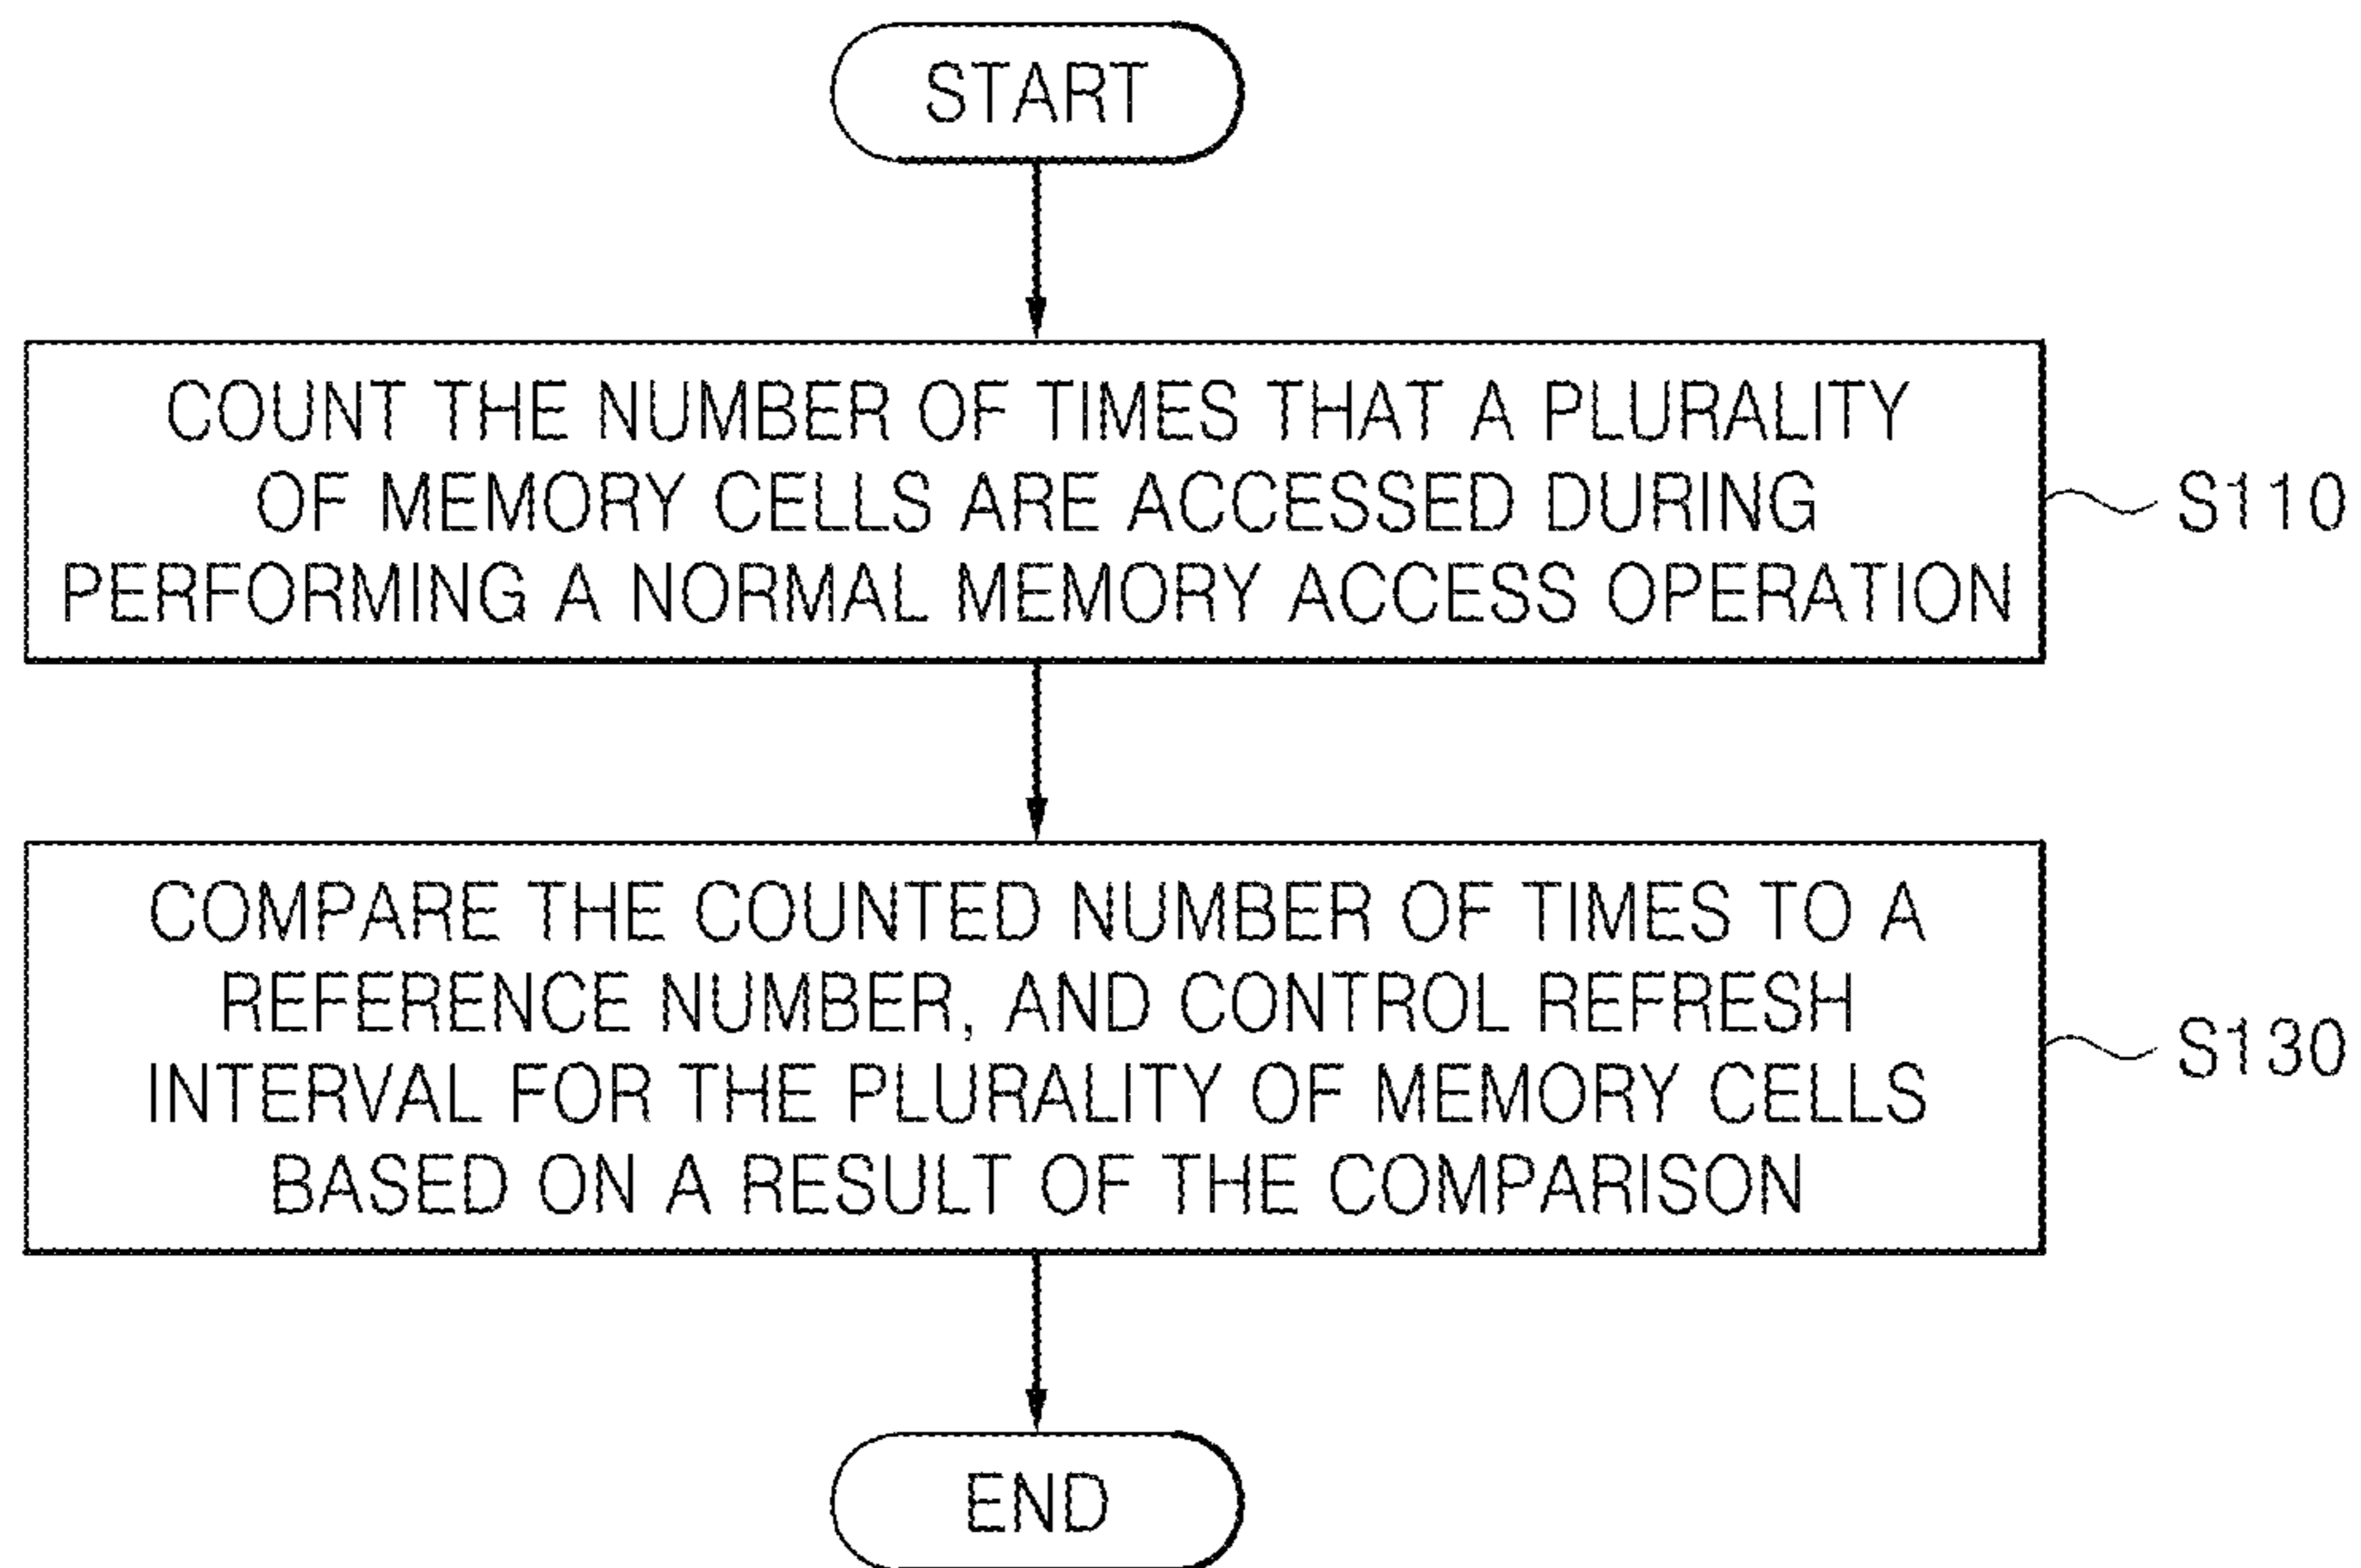 START
COUNT THE NUMBER OF TIMES THAT A PLURALITY
OF MEMORY CELLS ARE ACCESSED DURING
PERFORMING A NORMAL MEMORY ACCESS OPERATION
S110
COMPARE THE COUNTED NUMBER OF TIMES TO A
REFERENCE NUMBER, AND CONTROL REFRESH
INTERVAL FOR THE PLURALITY OF MEMORY CELLS
BASED ON A RESULT OF THE COMPARISON
S130
END